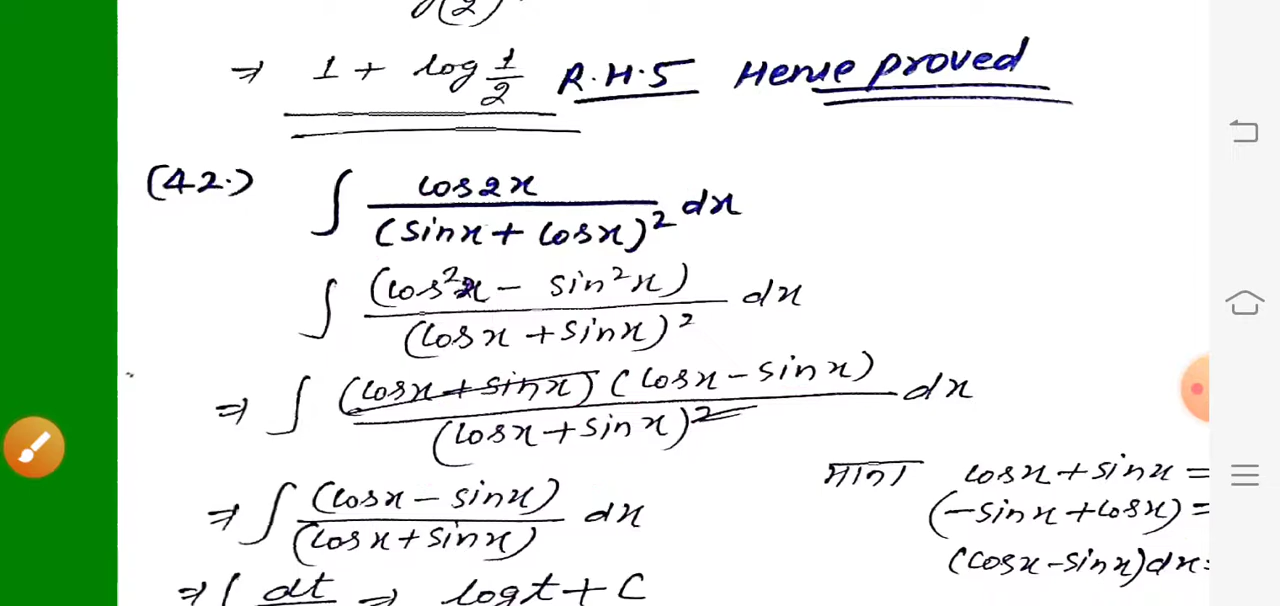 ⇒ 1 + log 1/2 R.H.S Hense proved
(42.) ∫ cos2x / (sinx + cosx)² dx
∫ (cos²x - sin²x) / (cosx + sinx)² dx
⇒ ∫ (cosx + sinx) (cosx - sinx) / (cosx + sinx)² dx
माना cosx + sinx =
(-sinx + cosx) =
(cosx - sinx)dx =
⇒ ∫ (cosx - sinx) / (cosx + sinx) dx
⇒ ∫ dt ⇒ logt + C